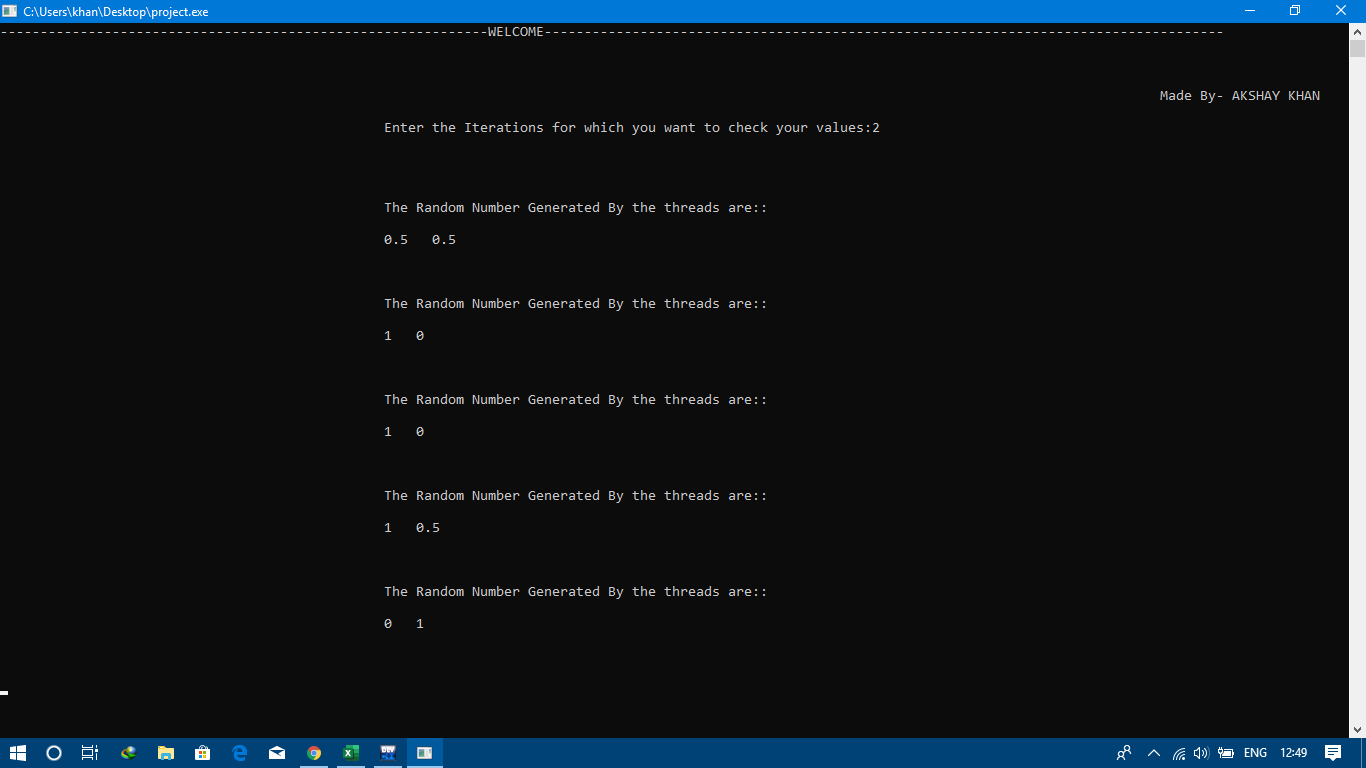 C:\Users\khan\Desktop\project.exe
-------------------------------------------------------------WELCOME-------------------------------------------------------------------------------------
Made By- AKSHAY KHAN
Enter the Iterations for which you want to check your values:2
The Random Number Generated By the threads are::
0.5 0.5
The Random Number Generated By the threads are::
1 0
The Random Number Generated By the threads are::
1 0
The Random Number Generated By the threads are::
1 0.5
The Random Number Generated By the threads are::
0 1
ENG 12:49